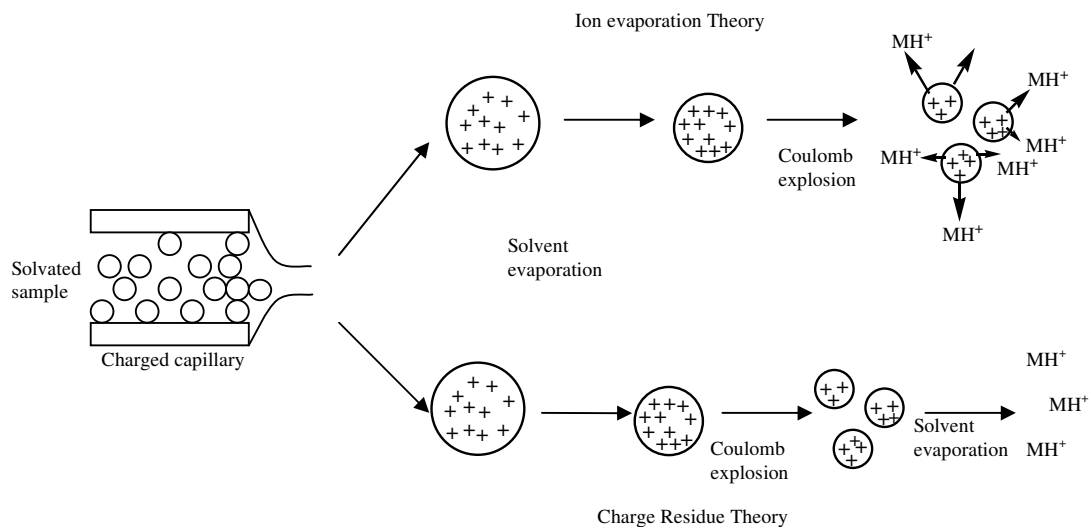 Ion evaporation Theory
MH+
MH+
MH+
MH+
MH+
MH+
Coulomb
explosion
Solvent
evaporation
Solvated
sample
Charged capillary
MH+
MH+
MH+
Coulomb
explosion
Solvent
evaporation
Charge Residue Theory